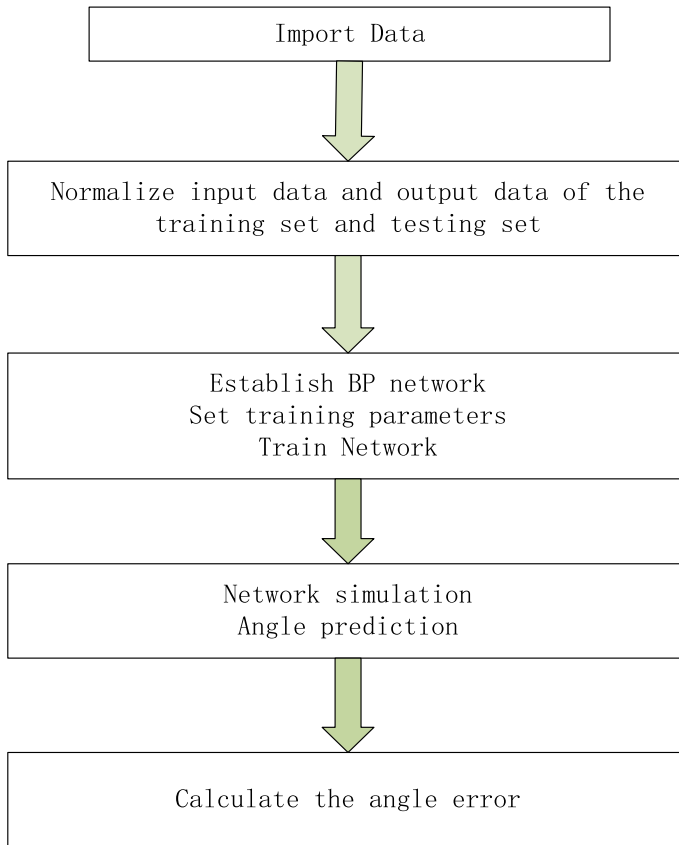 Import Data
Normalize input data and output data of the
training set and testing set
Establish BP network
Set training parameters
Train Network
Network simulation
Angle prediction
Calculate the angle error